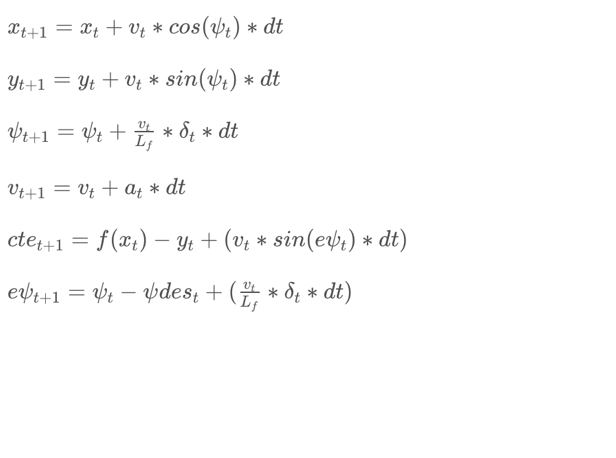 x_{t+1} = x_t + v_t * cos(ψ_t) * dt
y_{t+1} = y_t + v_t * sin(ψ_t) * dt
ψ_{t+1} = ψ_t + \frac{v_t}{L_f} * δ_t * dt
v_{t+1} = v_t + a_t * dt
cte_{t+1} = f(x_t) − y_t + (v_t * sin(eψ_t) * dt)
eψ_{t+1} = ψ_t − ψdes_t + (\frac{v_t}{L_f} * δ_t * dt)